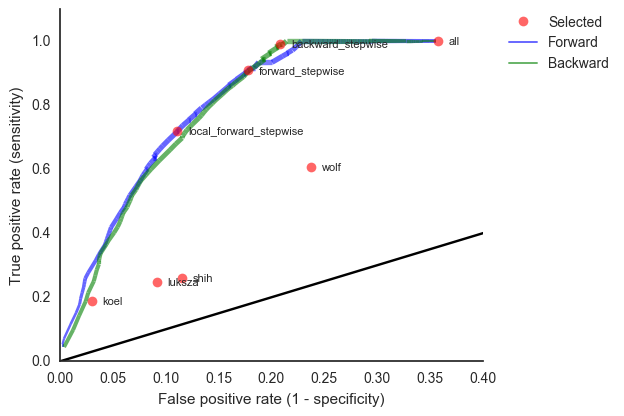 Selected
Forward
Backward
1.0
0.8
0.6
0.4
0.2
0.0
True positive rate (sensitivity)
backward_stepwise
all
forward_stepwise
local_forward_stepwise
wolf
shih
luksza
koel
0.00 0.05 0.10 0.15 0.20 0.25 0.30 0.35 0.40
False positive rate (1 - specificity)